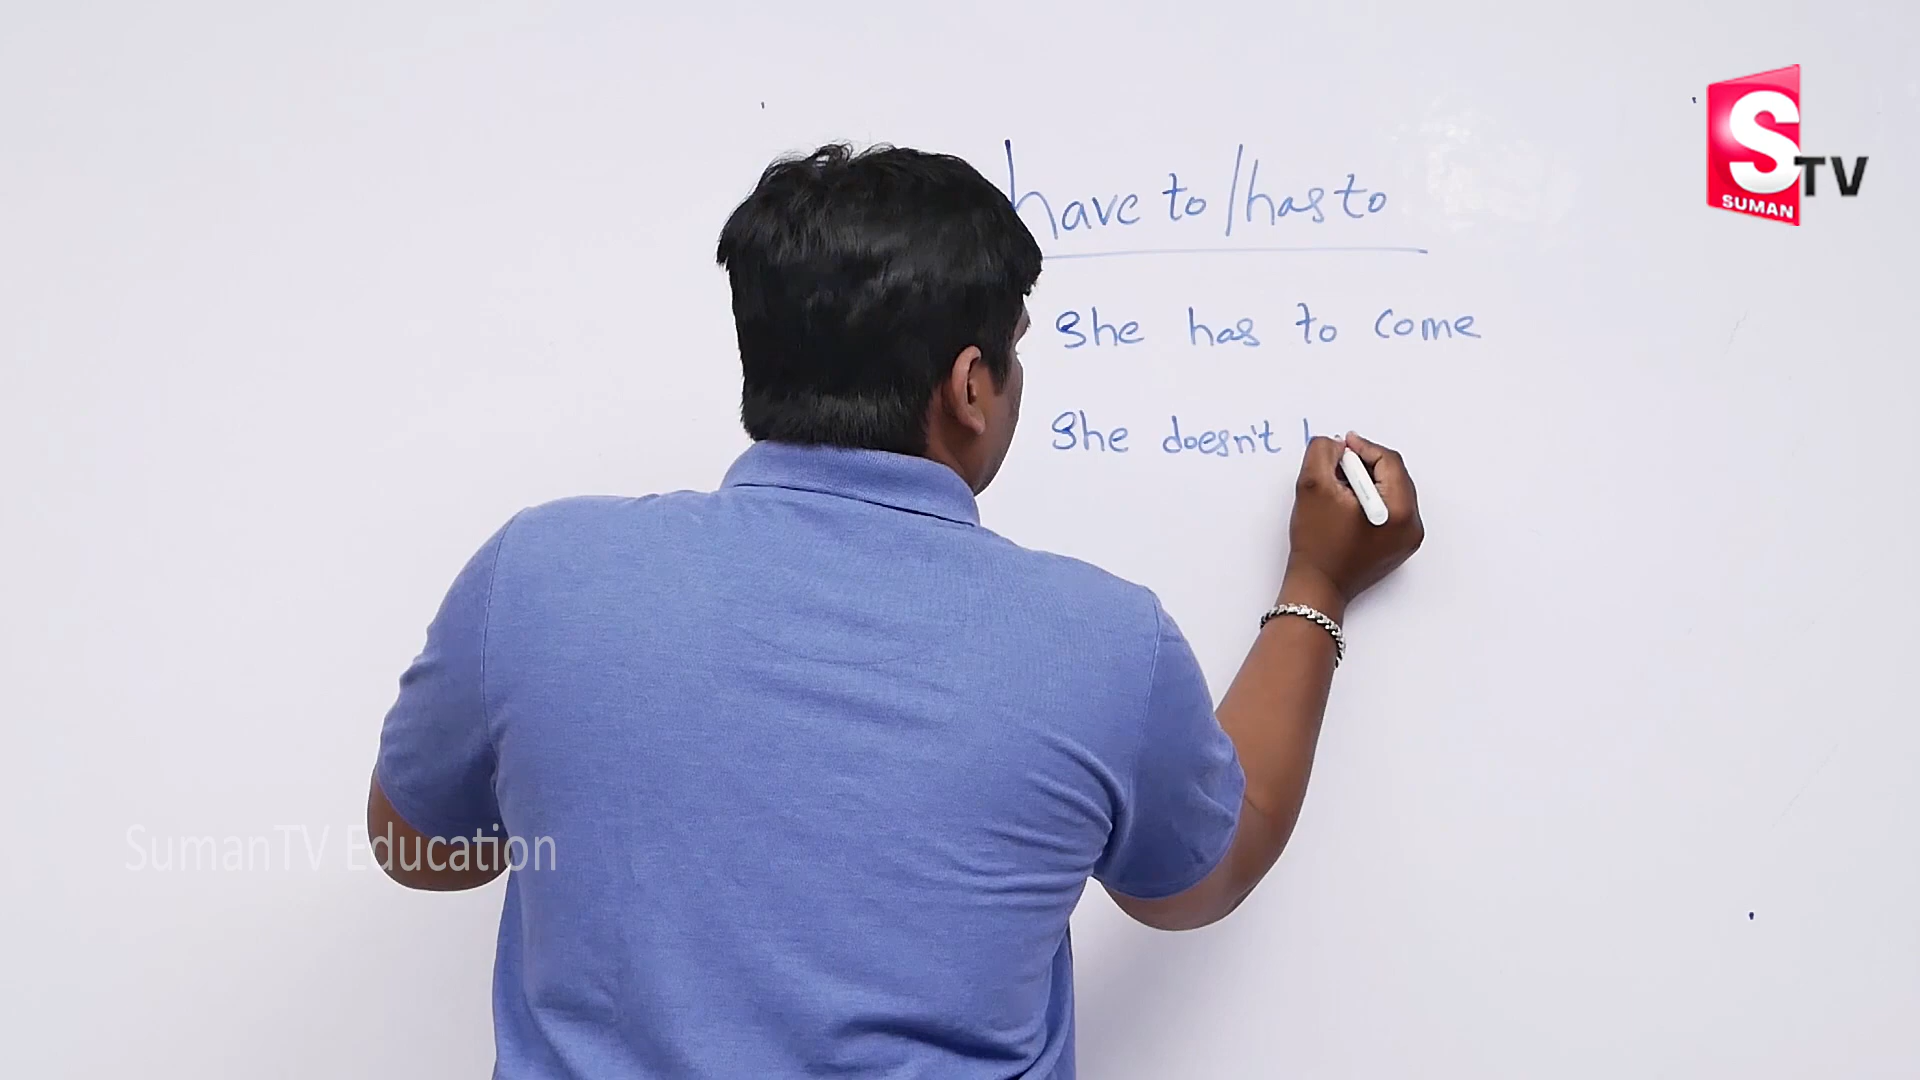 S TV
SUMAN
have to/has to
She has to come
She doesn't
SumanTV Education